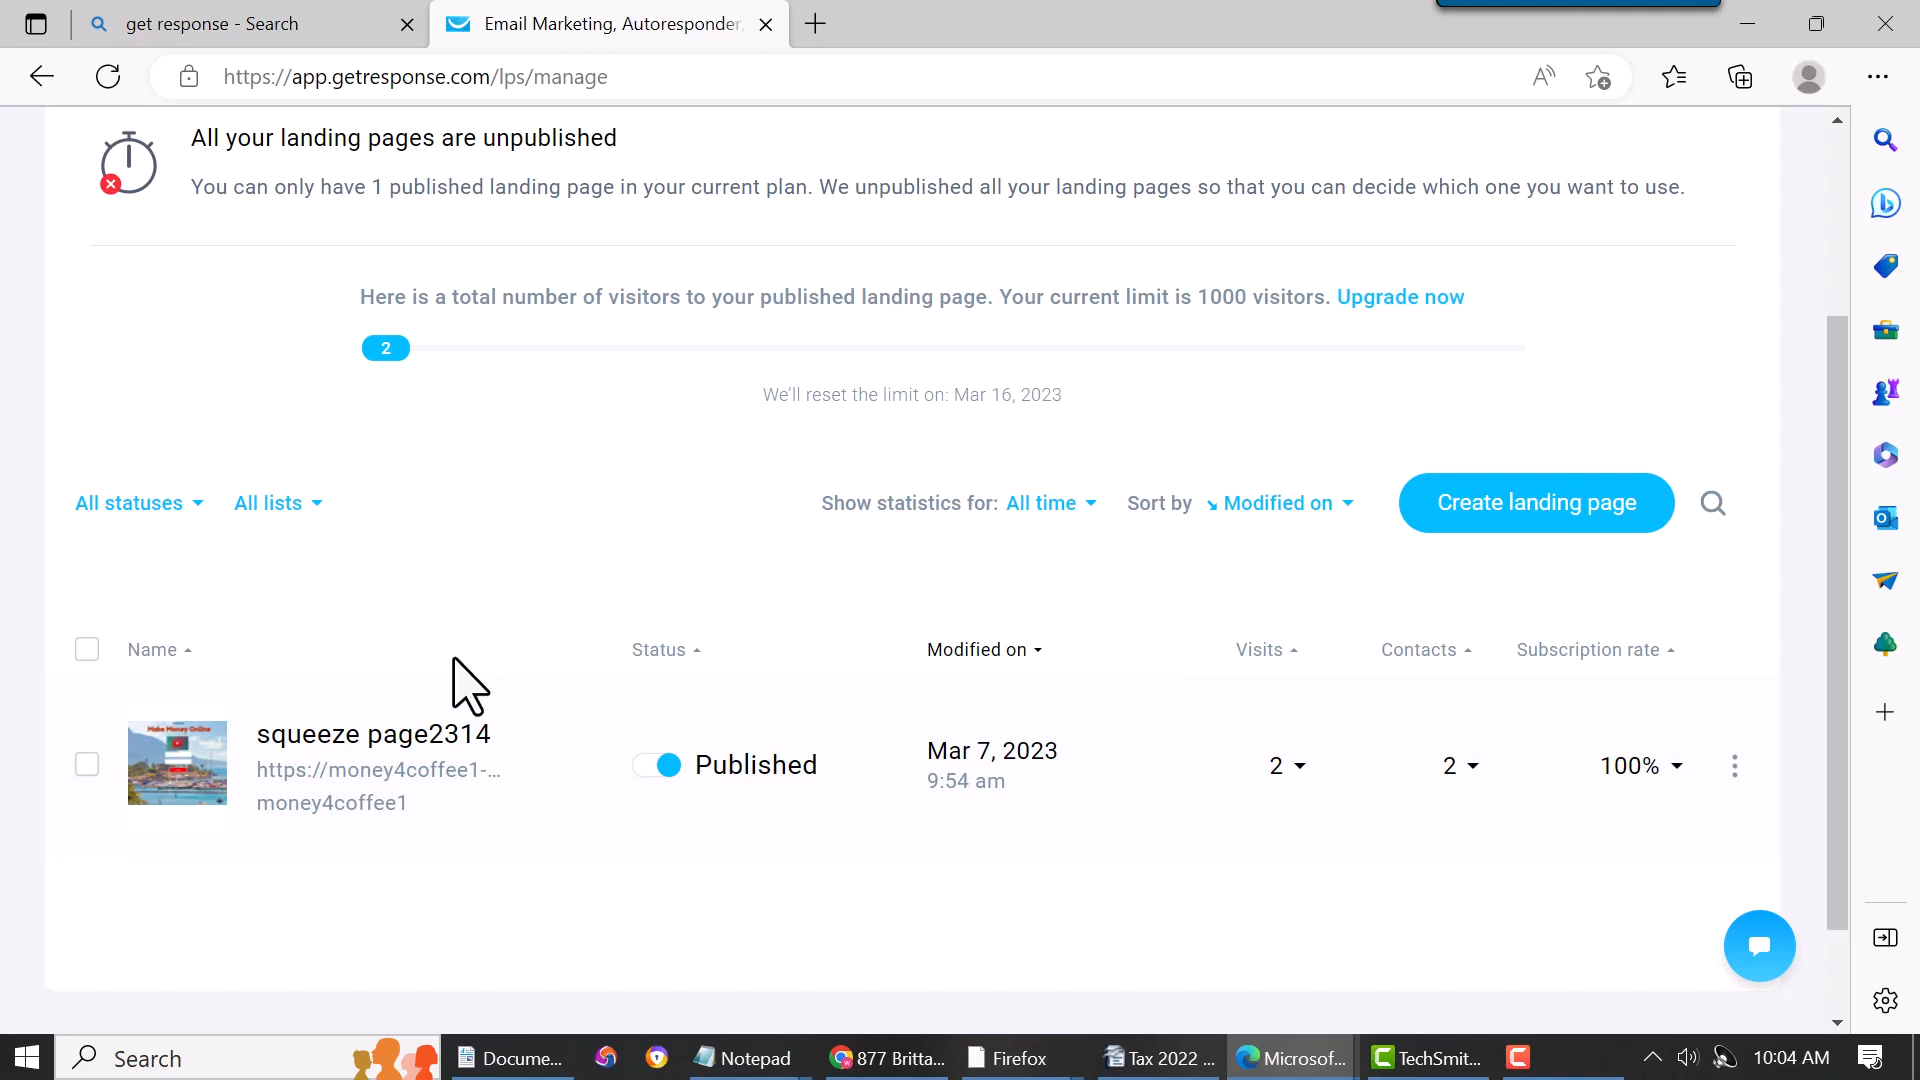 get response - Search
Email Marketing, Autoresponder,
https://app.getresponse.com/lps/manage
All your landing pages are unpublished
You can only have 1 published landing page in your current plan. We unpublished all your landing pages so that you can decide which one you want to use.
Here is a total number of visitors to your published landing page. Your current limit is 1000 visitors. Upgrade now
2
We'll reset the limit on: Mar 16, 2023
All statuses All lists Show statistics for: All time Sort by Modified on Create landing page
Name Status Modified on Visits Contacts Subscription rate
Make Money Online
squeeze page2314
https://money4coffee1-...
money4coffee1
Published
Mar 7, 2023
9:54 am
2 2 100%
Search Docume... Notepad 877 Britta... Firefox Tax 2022 ... Microsof... TechSmit... 10:04 AM